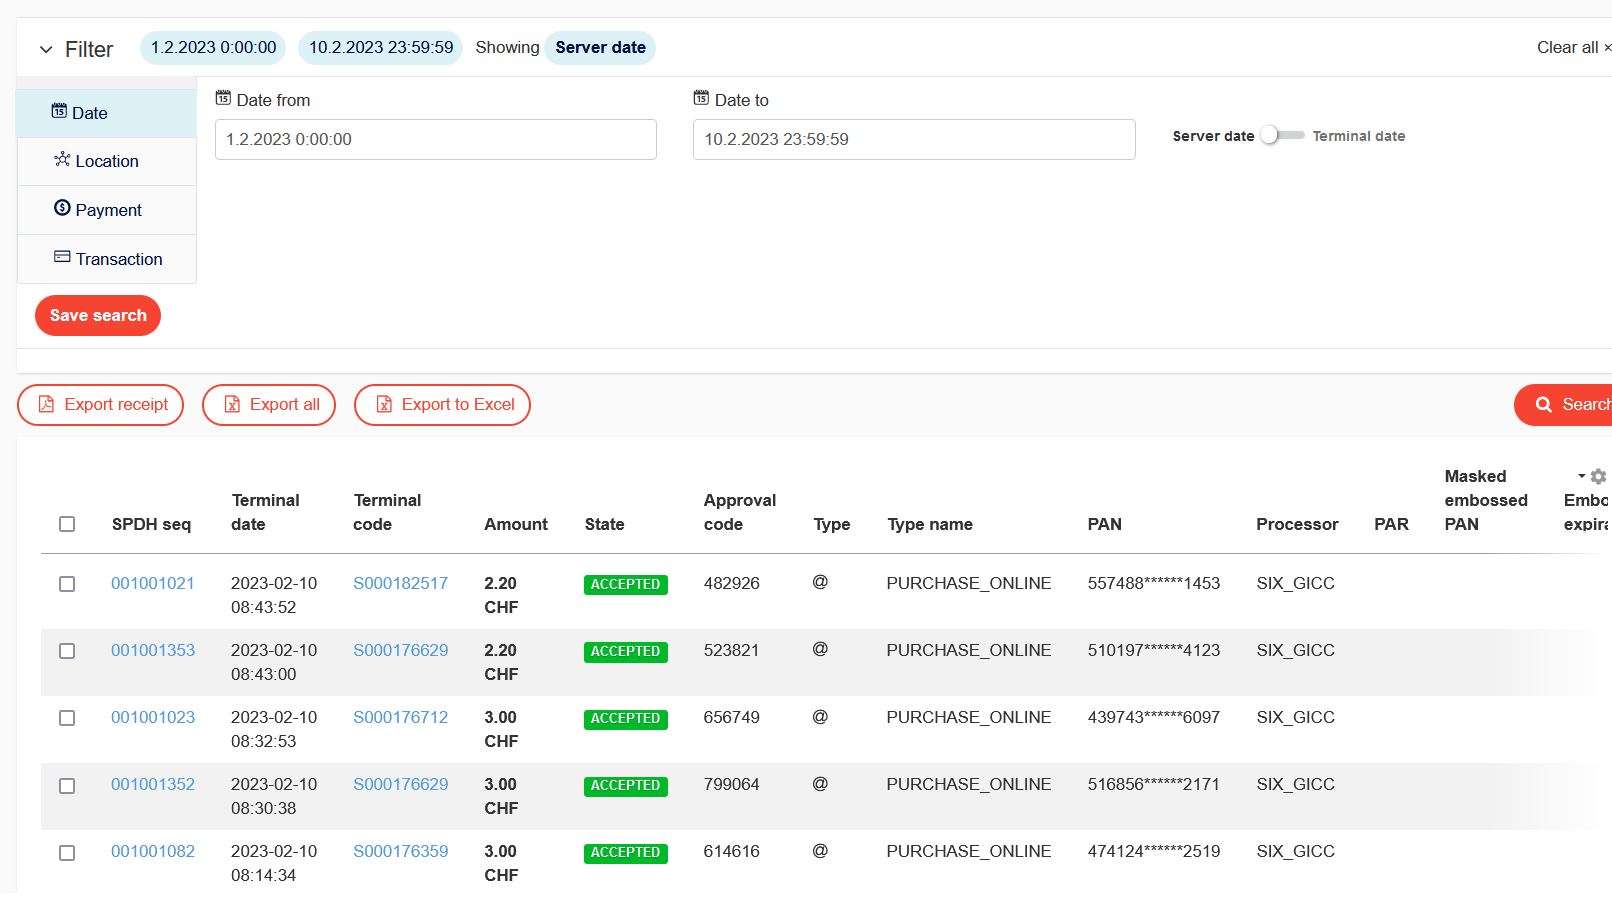 Filter 1.2.2023 0:00:00 10.2.2023 23:59:59 Showing Server date Clear all ×
Date
Location
Payment
Transaction
Date from
1.2.2023 0:00:00
Date to
10.2.2023 23:59:59
Server date Terminal date
Save search
Export receipt Export all Export to Excel Search
SPDH seq
Terminal
date
Terminal
code
Amount
State
Approval
code
Type
Type name
PAN
Processor
PAR
Masked
embossed
PAN
001001021 2023-02-10 S000182517 2.20 ACCEPTED 482926 @ PURCHASE_ONLINE 557488******1453 SIX_GICC
08:43:52 CHF
001001353 2023-02-10 S000176629 2.20 ACCEPTED 523821 @ PURCHASE_ONLINE 510197******4123 SIX_GICC
08:43:00 CHF
001001023 2023-02-10 S000176712 3.00 ACCEPTED 656749 @ PURCHASE_ONLINE 439743******6097 SIX_GICC
08:32:53 CHF
001001352 2023-02-10 S000176629 3.00 ACCEPTED 799064 @ PURCHASE_ONLINE 516856******2171 SIX_GICC
08:30:38 CHF
001001082 2023-02-10 S000176359 3.00 ACCEPTED 614616 @ PURCHASE_ONLINE 474124******2519 SIX_GICC
08:14:34 CHF